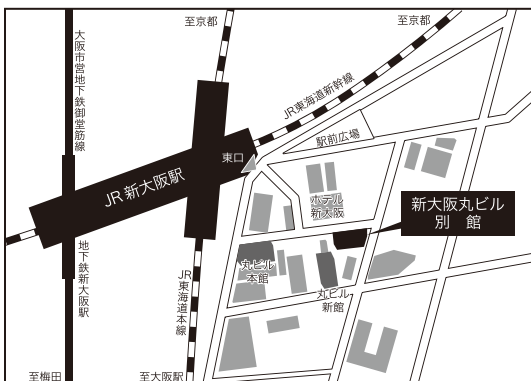 至京都
至京都
大阪市営地下鉄御堂筋線
JR東海道新幹線
駅前広場
東口
JR新大阪駅
ホテル
新大阪
新大阪丸ビル
別 館
丸ビル
本館
丸ビル
新館
地下鉄新大阪駅
JR東海道本線
至梅田
至大阪駅